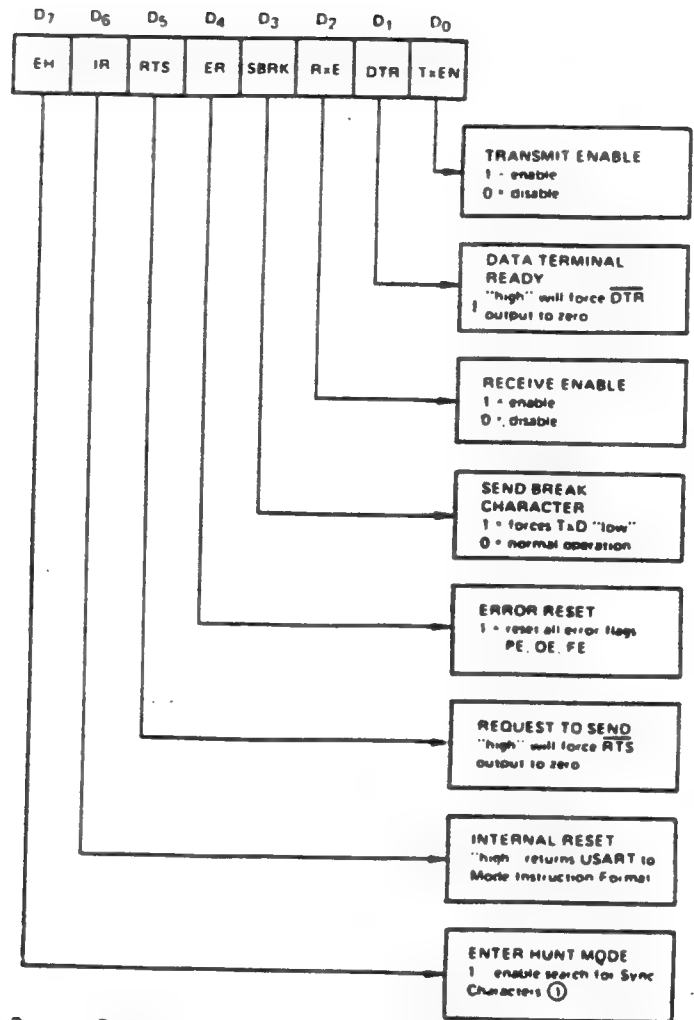 D7 D6 D5 D4 D3 D2 D1 D0
EH IR RTS ER SBRK RxE DTR TxEN
TRANSMIT ENABLE
1 = enable
0 = disable
DATA TERMINAL
READY
"high" will force DTR
output to zero
RECEIVE ENABLE
1 = enable
0 = disable
SEND BREAK
CHARACTER
1 = forces TxD "low"
0 = normal operation
ERROR RESET
1 = reset all error flags
PE, OE, FE
REQUEST TO SEND
"high" will force RTS
output to zero
INTERNAL RESET
"high" returns USART to
Mode Instruction Format
ENTER HUNT MODE
1 enable search for Sync
Characters ①